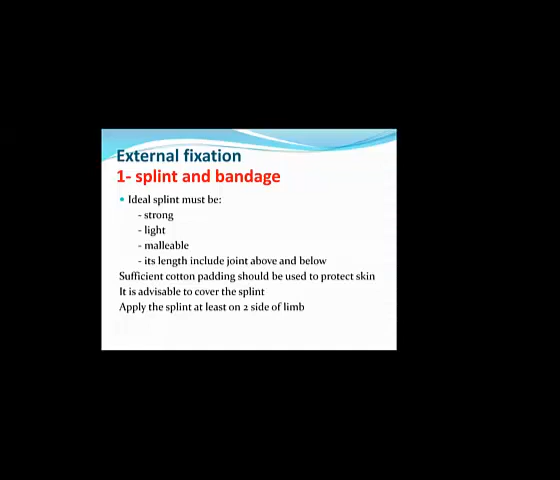 External fixation
1- splint and bandage
• Ideal splint must be:
- strong
- light
- malleable
- its length include joint above and below
Sufficient cotton padding should be used to protect skin
It is advisable to cover the splint
Apply the splint at least on 2 side of limb